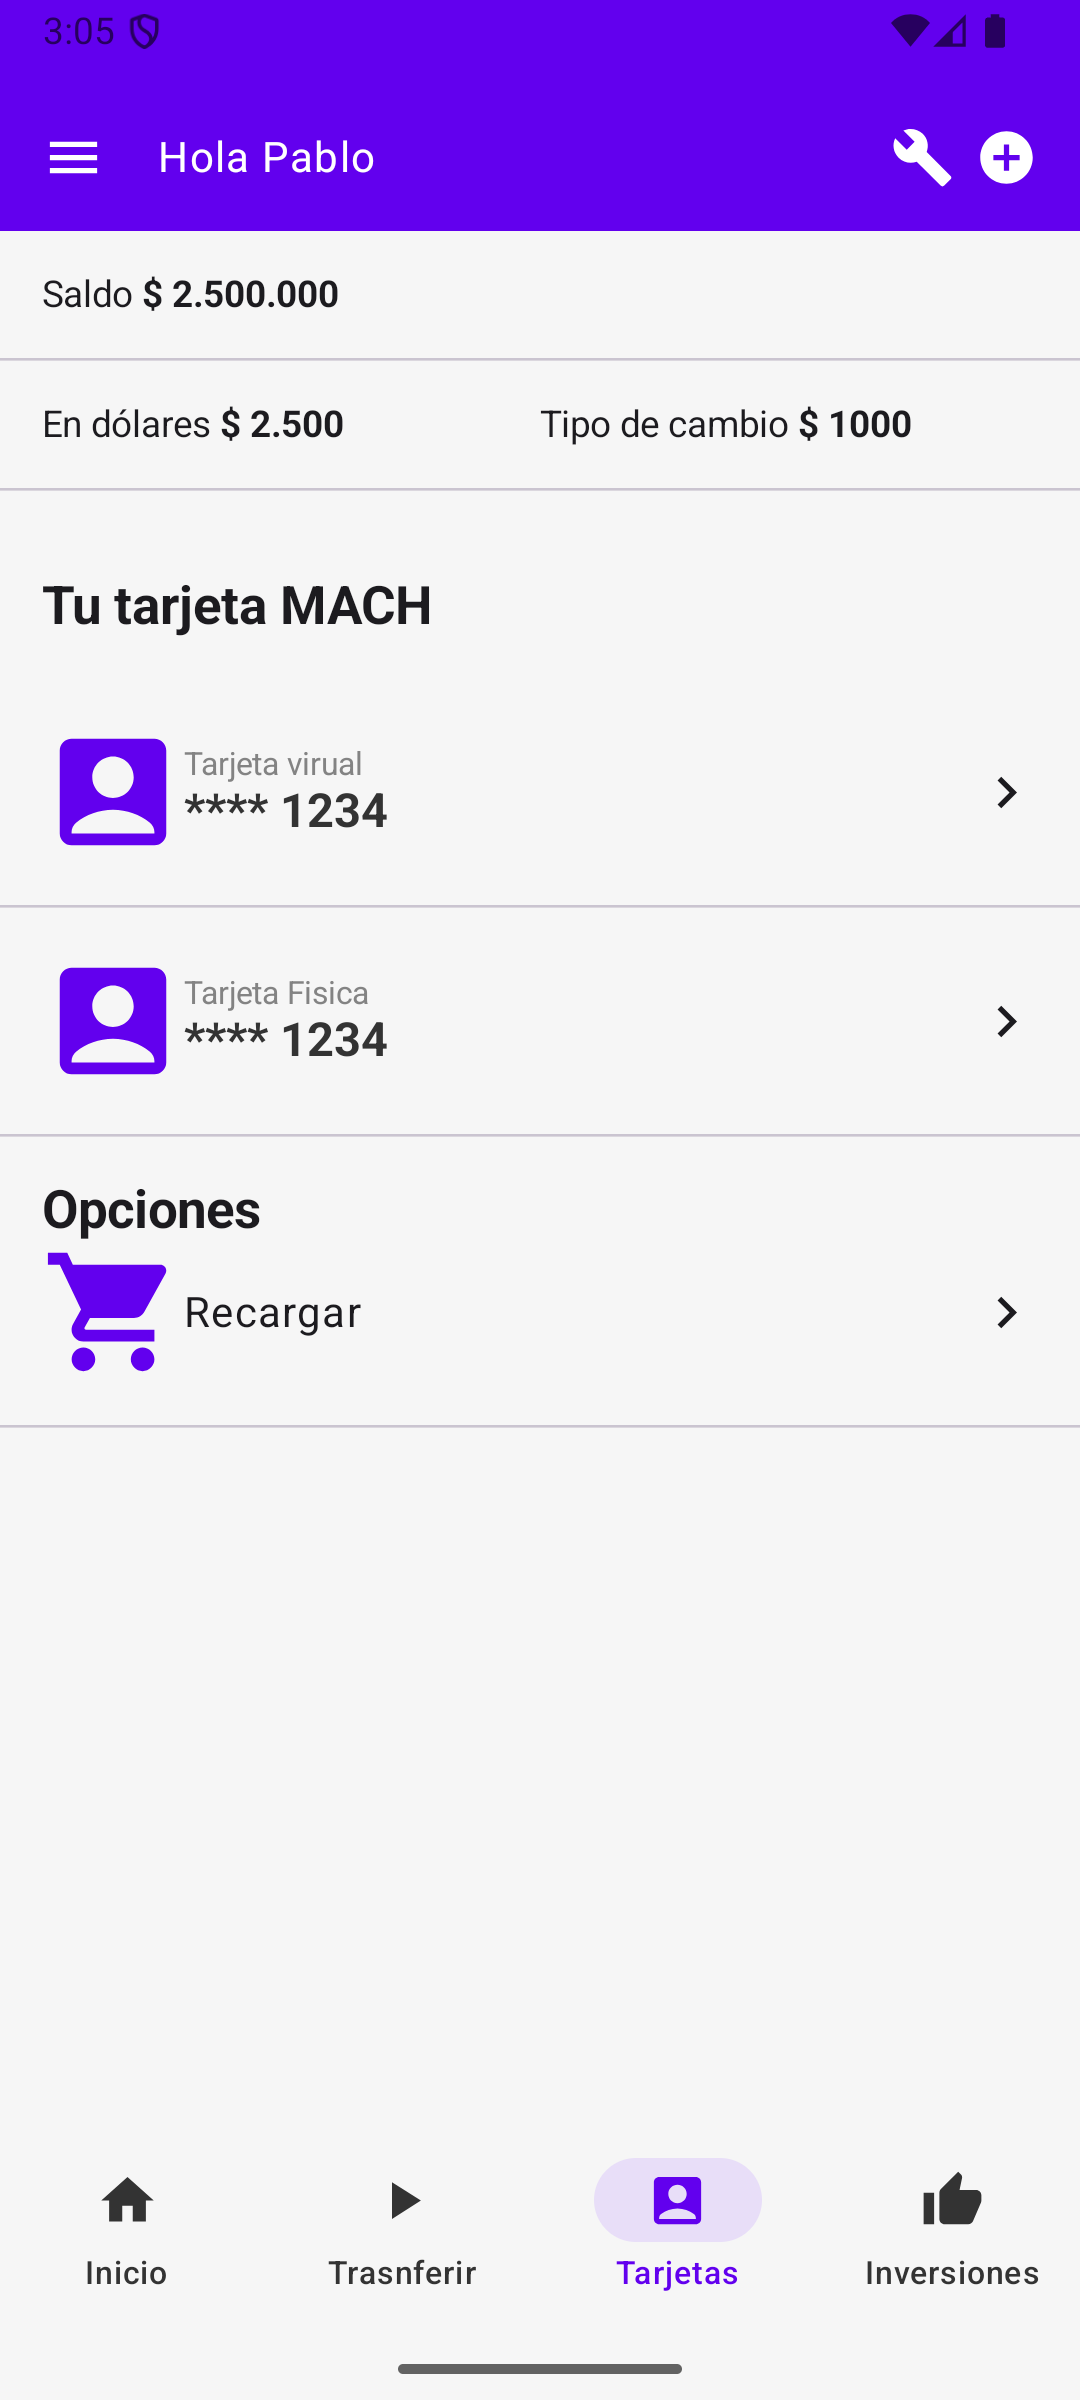 3:05
Hola Pablo
Saldo $ 2.500.000
En dólares $ 2.500 Tipo de cambio $ 1000
Tu tarjeta MACH
Tarjeta virual
**** 1234
Tarjeta Fisica
**** 1234
Opciones
Recargar
Inicio Trasnferir Tarjetas Inversiones